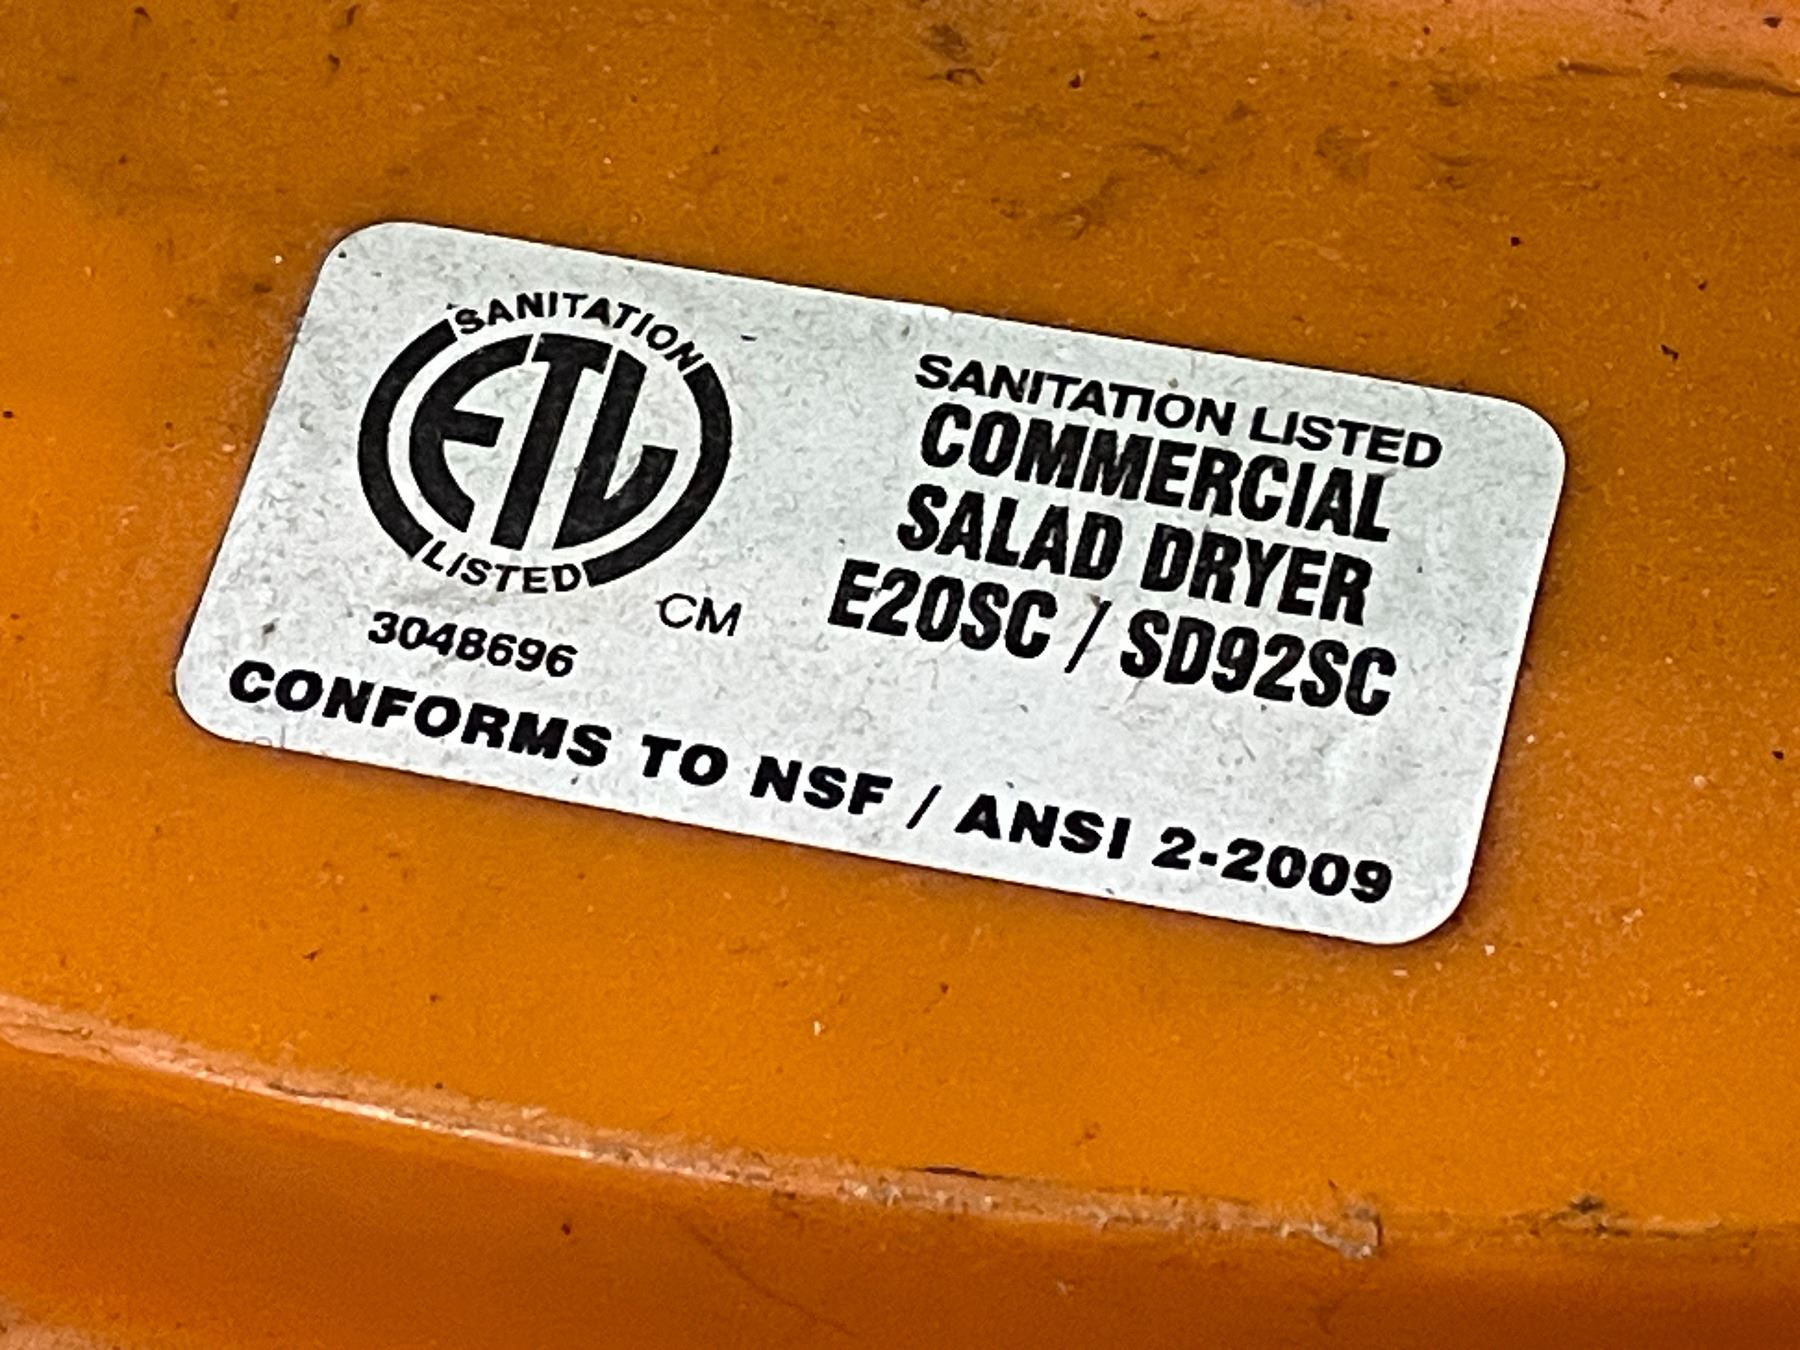 SANITATION
ETL
LISTED
CM
3048696
SANITATION LISTED
COMMERCIAL
SALAD DRYER
E20SC / SD92SC
CONFORMS TO NSF / ANSI 2-2009